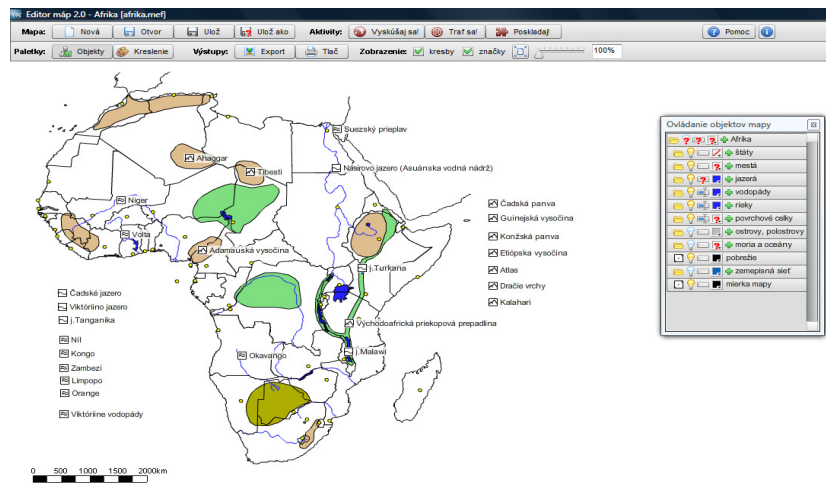 Editor máp 2.0 - Afrika [afrika.mef]
Mapa: Nová Otvor Ulož Ulož ako Aktivity: Vyskúšaj sa! Traf sa! Poskladaj! Pomoc
Paletky: Objekty Kreslenie Výstupy: Export Tlač Zobrazenie: kresby značky 100%
Ovládanie objektov mapy
Afrika
štáty
mestá
jazerá
vodopády
rieky
povrchové celky
ostrovy, polostrovy
moria a oceány
pobrežie
zemepisná sieť
mierka mapy
Suezský prieplav
Ahaggar
Tibesti
Násirovo jazero (Asuánska vodná nádrž)
Niger
Volta
Adamauská vysočina
j.Turkana
Východoafrická priekopová prepadlina
Okavango
j.Malawi
Čadská panva
Guinejská vysočina
Konžská panva
Etiópska vysočina
Atlas
Dračie vrchy
Kalahari
Čadské jazero
Viktóriino jazero
j.Tanganika
Níl
Kongo
Zambezi
Limpopo
Orange
Viktóriine vodopády
0 500 1000 1500 2000km